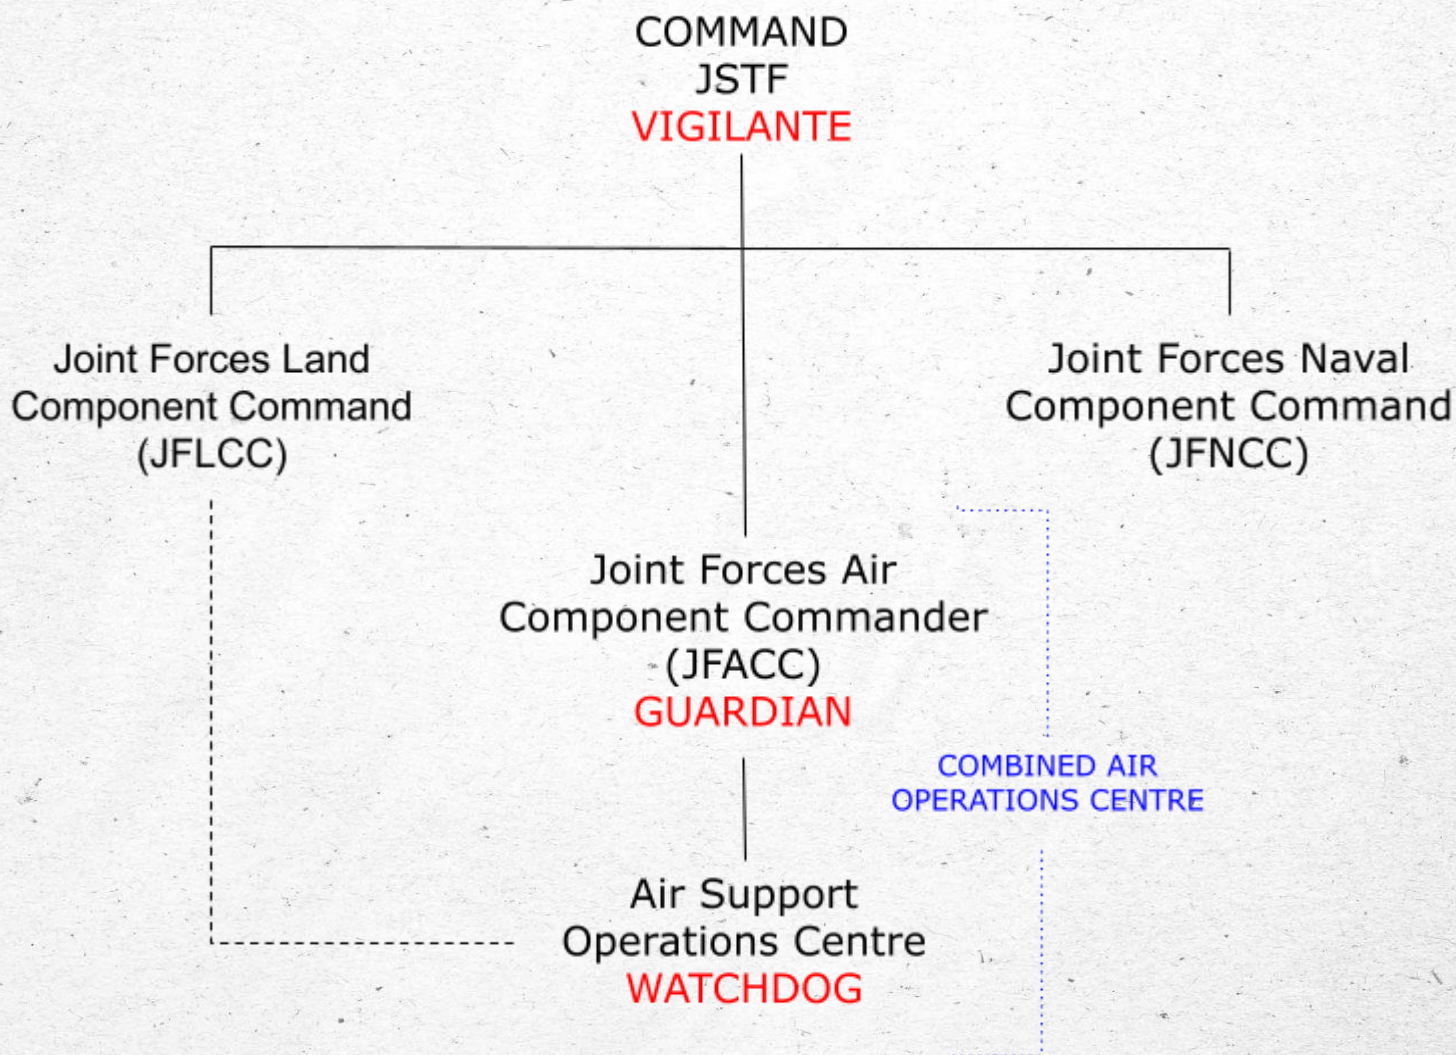 COMMAND
JSTF
VIGILANTE
Joint Forces Land
Component Command
(JFLCC)
Joint Forces Naval
Component Command
(JFNCC)
Joint Forces Air
Component Commander
(JFACC)
GUARDIAN
COMBINED AIR
OPERATIONS CENTRE
Air Support
Operations Centre
WATCHDOG